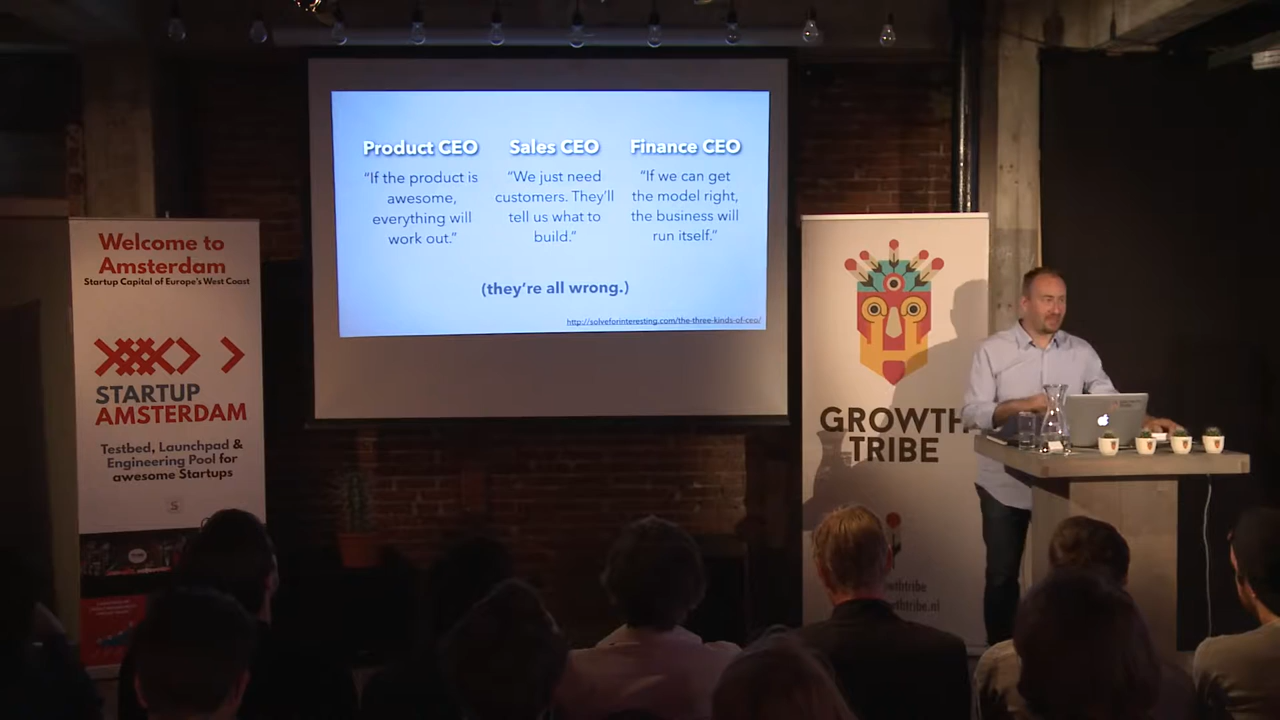 Product CEO
“If the product is
awesome,
everything will
work out.”
Sales CEO
“We just need
customers. They’ll
tell us what to
build.”
Finance CEO
“If we can get
the model right,
the business will
run itself.”
(they’re all wrong.)
http://solveforinteresting.com/the-three-kinds-of-ceo/
Welcome to
Amsterdam
Startup Capital of Europe's West Coast
STARTUP
AMSTERDAM
Testbed, Launchpad &
Engineering Pool for
awesome Startups
S
GROWTH
TRIBE